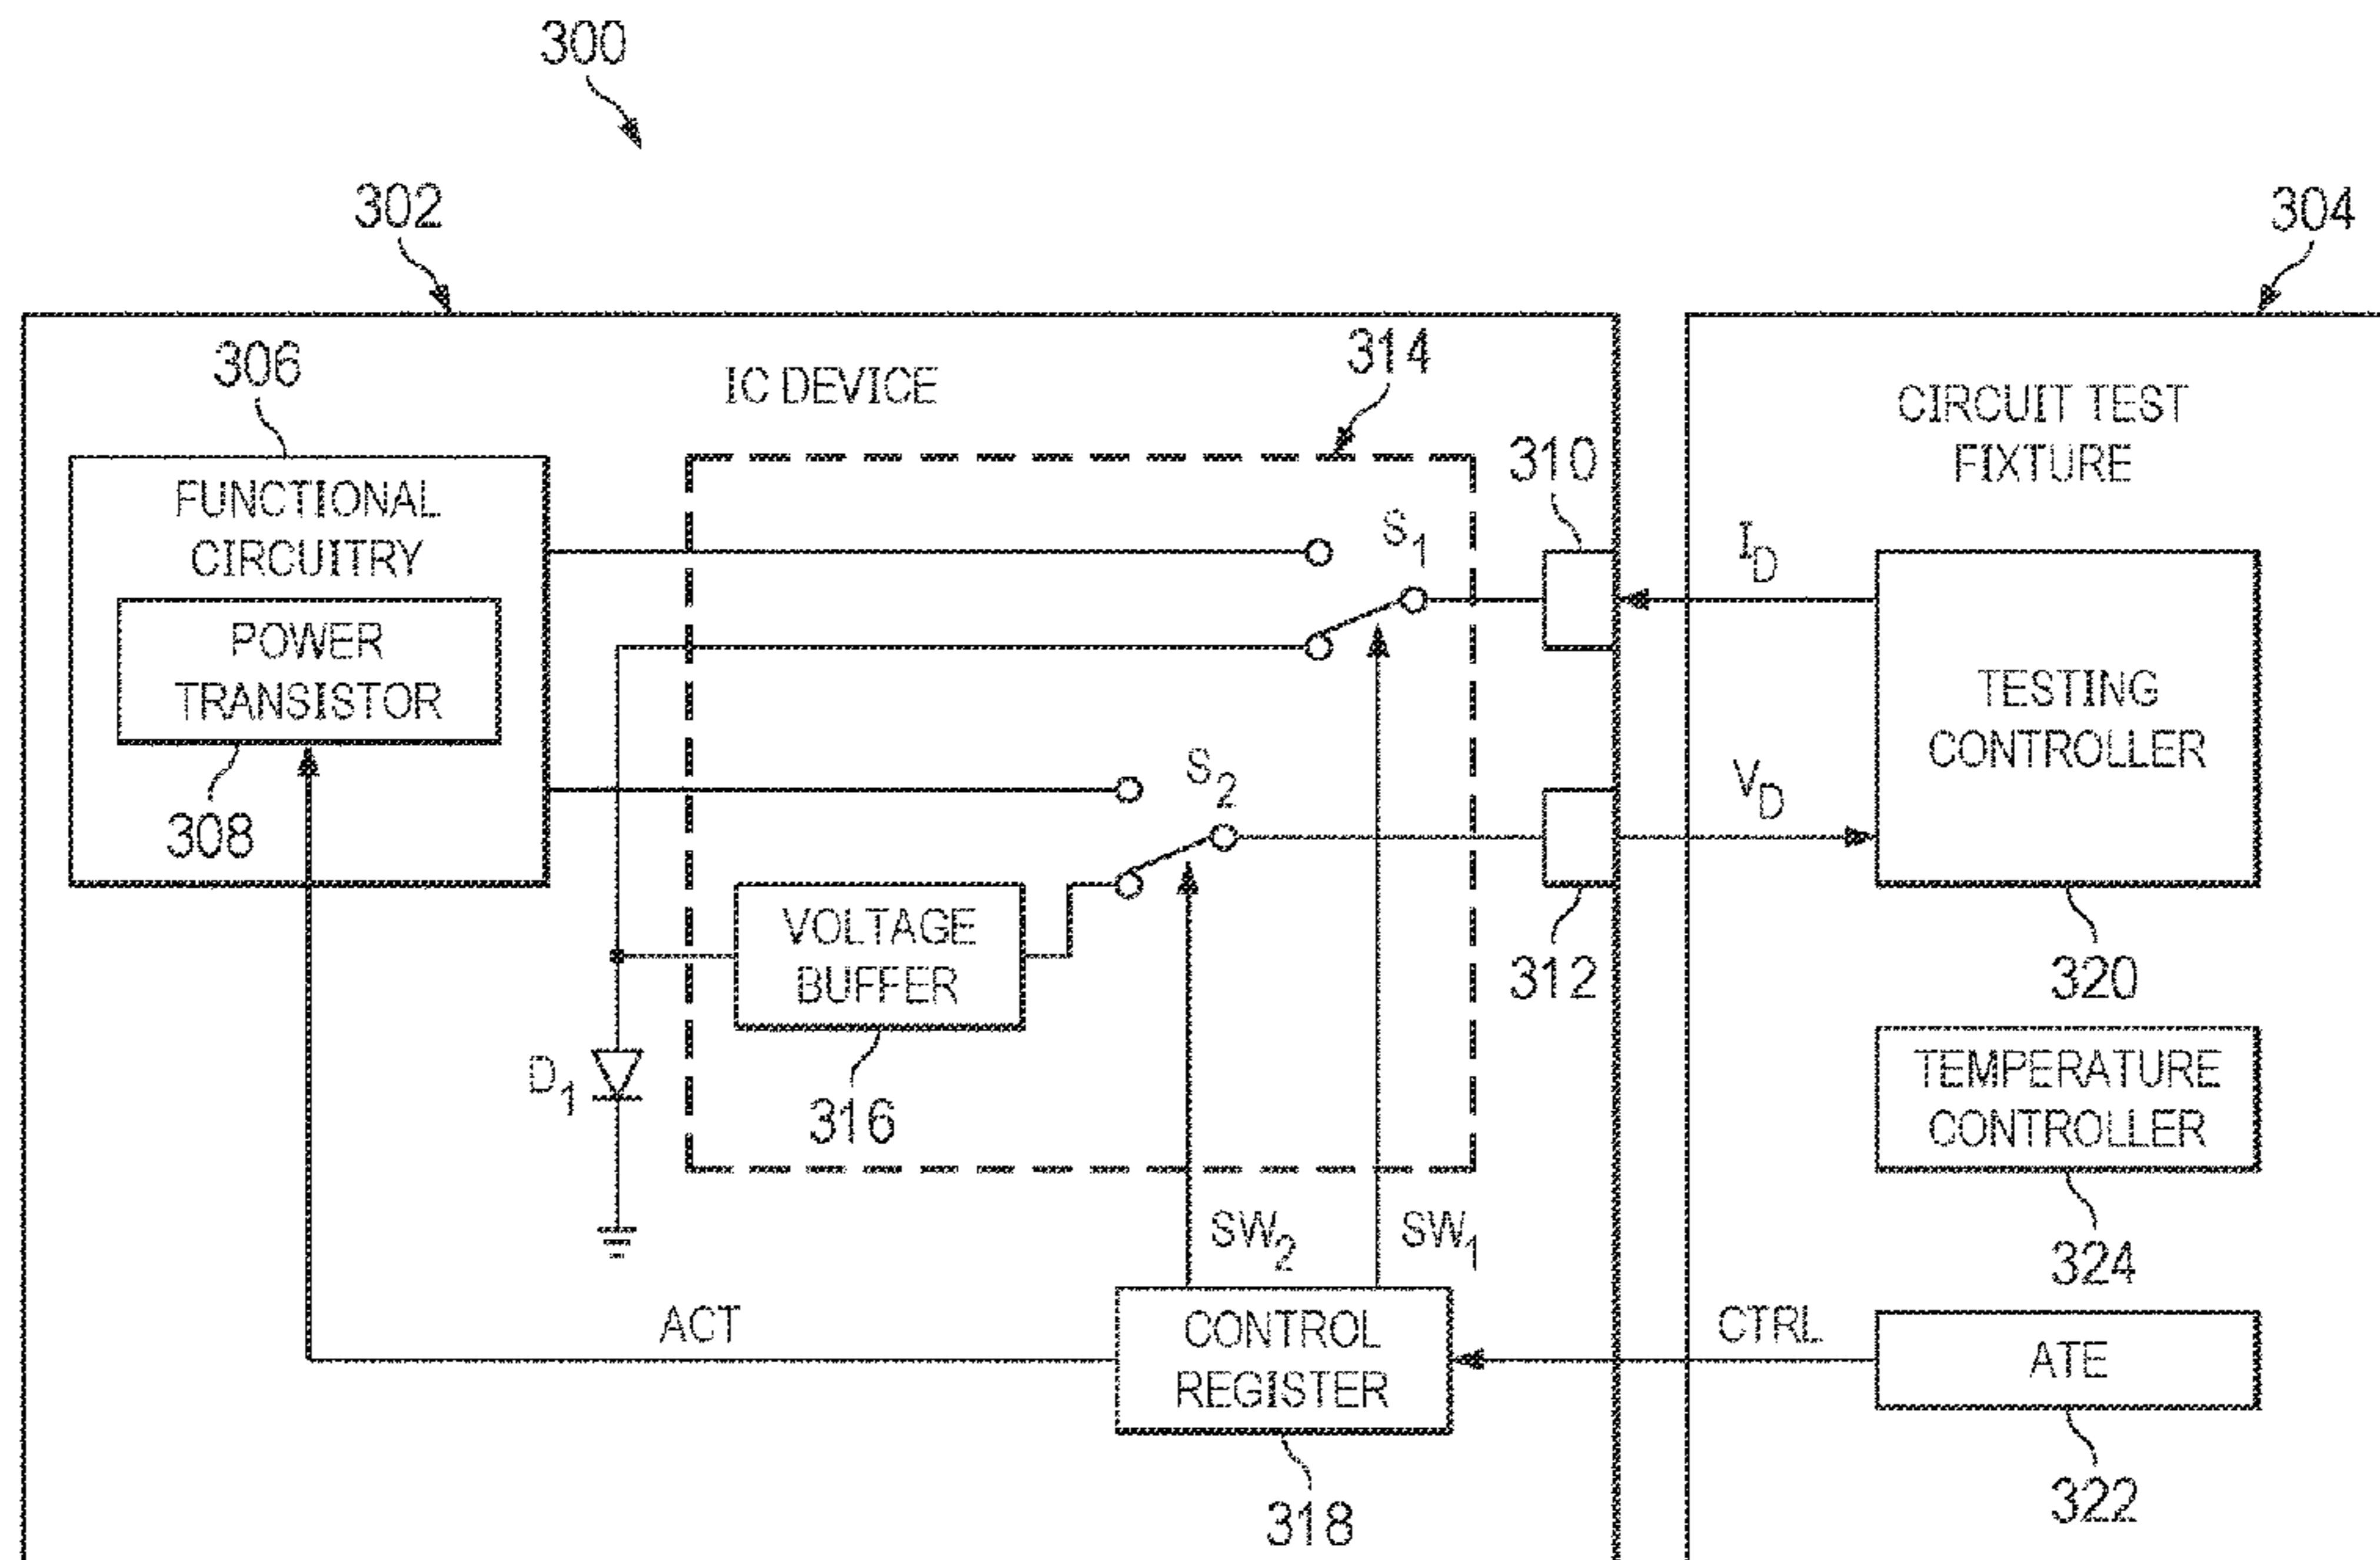 300
302
304
306
IC DEVICE
314
CIRCUIT TEST
FIXTURE
FUNCTIONAL
CIRCUITRY
310
S1
ID
POWER
TRANSISTOR
TESTING
CONTROLLER
308
S2
VD
VOLTAGE
BUFFER
312
320
D1
316
TEMPERATURE
CONTROLLER
SW2
SW1
324
ACT
CONTROL
REGISTER
CTRL
ATE
318
322